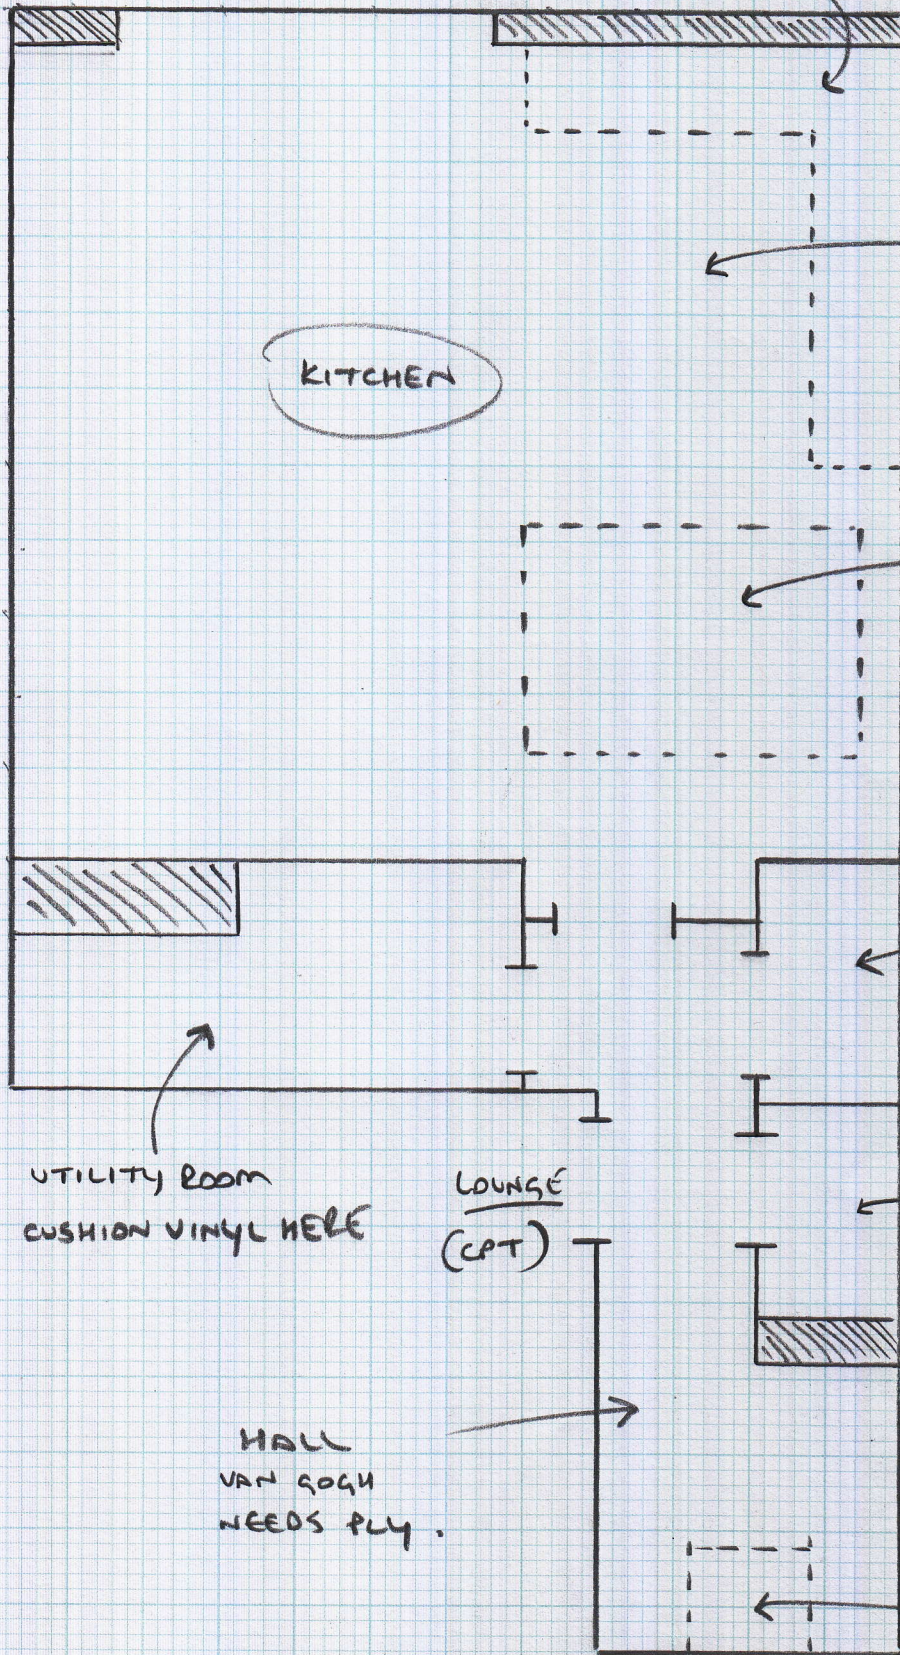 KITCHEN
UTILITY ROOM
CUSHION VINYL HERE
LOUNGE
(CPT)
HALL
VAN GOGH
NEEDS PLY.